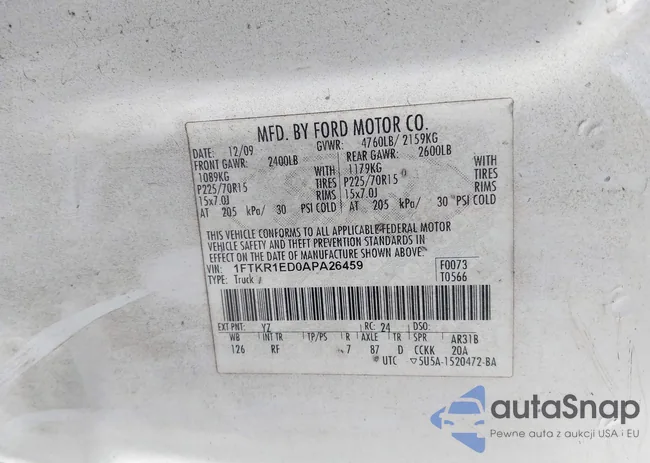 MFD. BY FORD MOTOR CO.
DATE: 12/09 GVWR: 4760LB/ 2159KG
FRONT GAWR: 2400LB REAR GAWR: 2600LB
1089KG WITH 1179KG WITH
P225/70R15 TIRES P225/70R15 TIRES
15x7.0J RIMS 15x7.0J RIMS
AT 205 kPa/ 30 PSI COLD AT 205 kPa/ 30 PSI COLD
THIS VEHICLE CONFORMS TO ALL APPLICABLE FEDERAL MOTOR
VEHICLE SAFETY AND THEFT PREVENTION STANDARDS IN
EFFECT ON THE DATE OF MANUFACTURE SHOWN ABOVE.
VIN: 1FTKR1ED0APA26459 F0073
TYPE: Truck / T0566
EXT PNT: YZ RC: 24 DSO:
WB INT TR TP/PS R AXLE TR SPR AR31B
126 RF 7 87 D CCKK 20A
UTC ▽5U5A-1520472-BA
autaSnap
Pewne auta z aukcji USA i EU